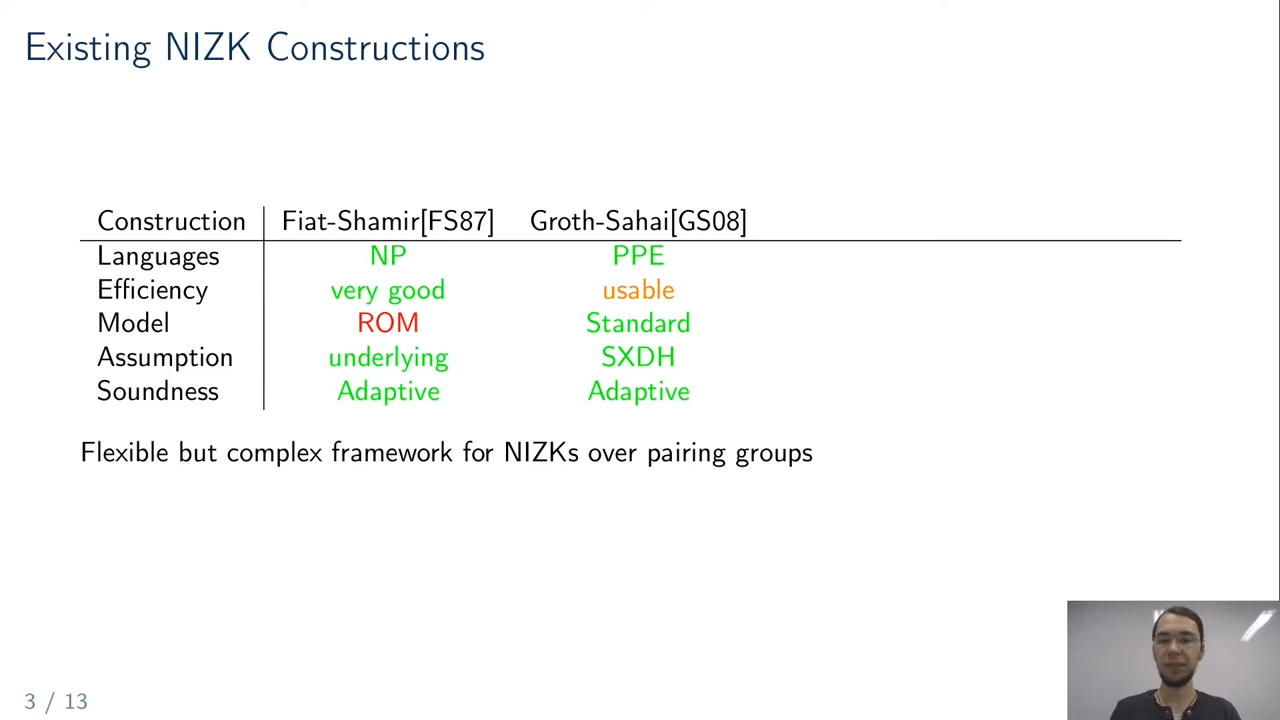 Existing NIZK Constructions
Construction Fiat-Shamir[FS87] Groth-Sahai[GS08]
Languages NP PPE
Efficiency very good usable
Model ROM Standard
Assumption underlying SXDH
Soundness Adaptive Adaptive
Flexible but complex framework for NIZKs over pairing groups
3 / 13